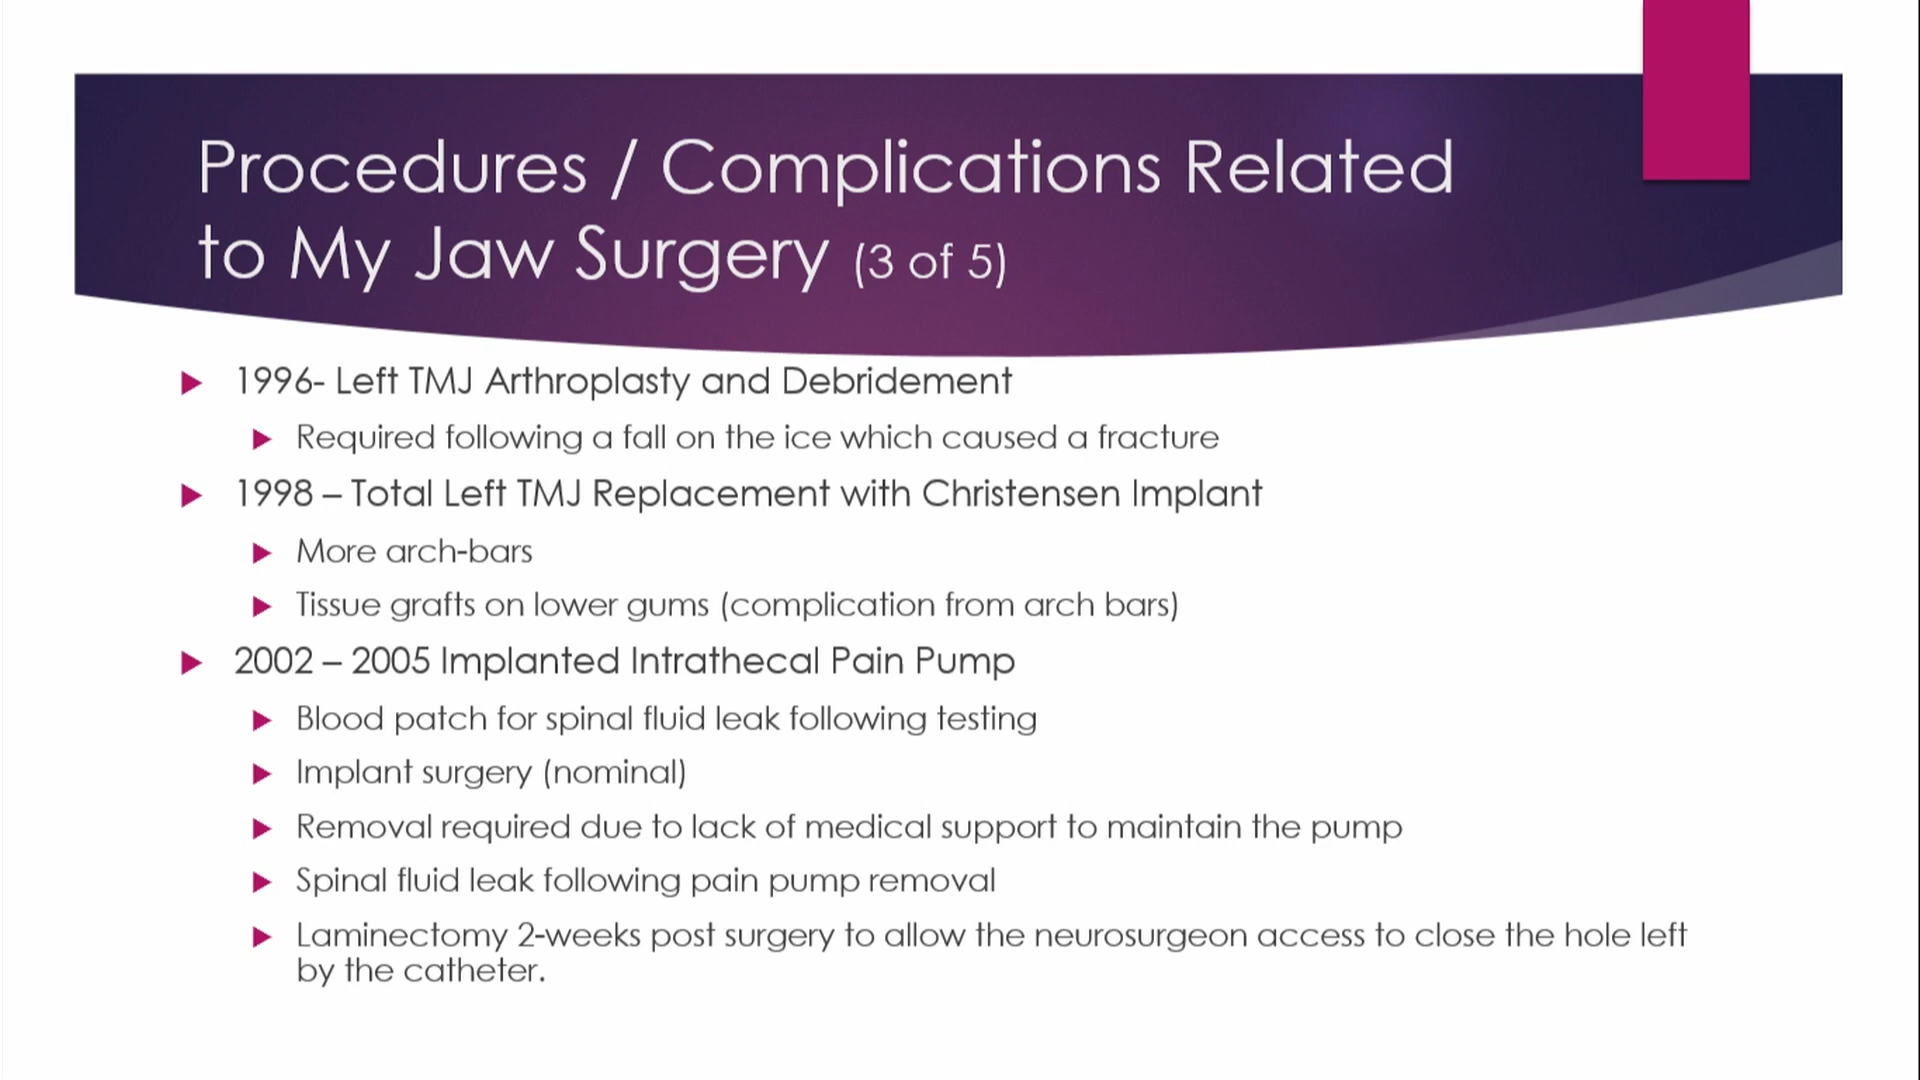 Procedures / Complications Related
to My Jaw Surgery (3 of 5)
1996- Left TMJ Arthroplasty and Debridement
Required following a fall on the ice which caused a fracture
1998 – Total Left TMJ Replacement with Christensen Implant
More arch-bars
Tissue grafts on lower gums (complication from arch bars)
2002 – 2005 Implanted Intrathecal Pain Pump
Blood patch for spinal fluid leak following testing
Implant surgery (nominal)
Removal required due to lack of medical support to maintain the pump
Spinal fluid leak following pain pump removal
Laminectomy 2-weeks post surgery to allow the neurosurgeon access to close the hole left
by the catheter.